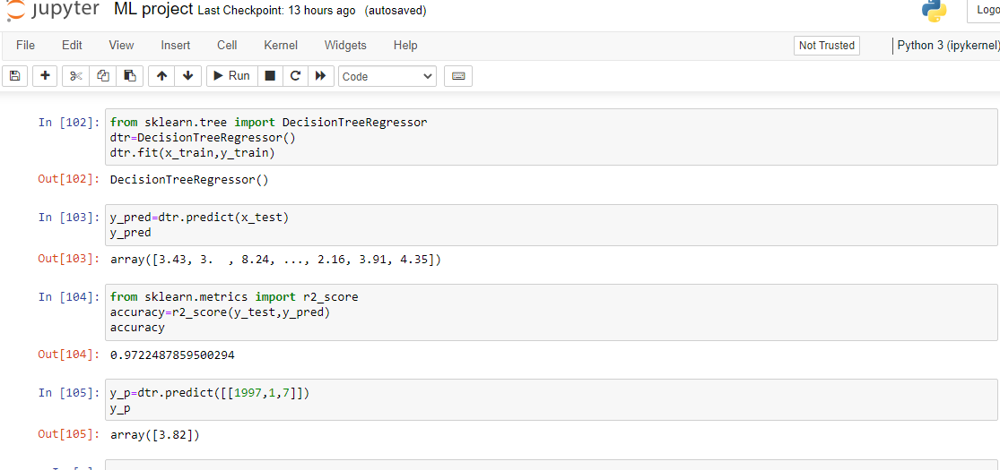 jupyter ML project Last Checkpoint: 13 hours ago (autosaved)
File Edit View Insert Cell Kernel Widgets Help Not Trusted Python 3 (ipykernel)
Run Code
In [102]: from sklearn.tree import DecisionTreeRegressor
dtr=DecisionTreeRegressor()
dtr.fit(x_train,y_train)
Out[102]: DecisionTreeRegressor()
In [103]: y_pred=dtr.predict(x_test)
y_pred
Out[103]: array([3.43, 3.  , 8.24, ..., 2.16, 3.91, 4.35])
In [104]: from sklearn.metrics import r2_score
accuracy=r2_score(y_test,y_pred)
accuracy
Out[104]: 0.9722487859500294
In [105]: y_p=dtr.predict([[1997,1,7]])
y_p
Out[105]: array([3.82])